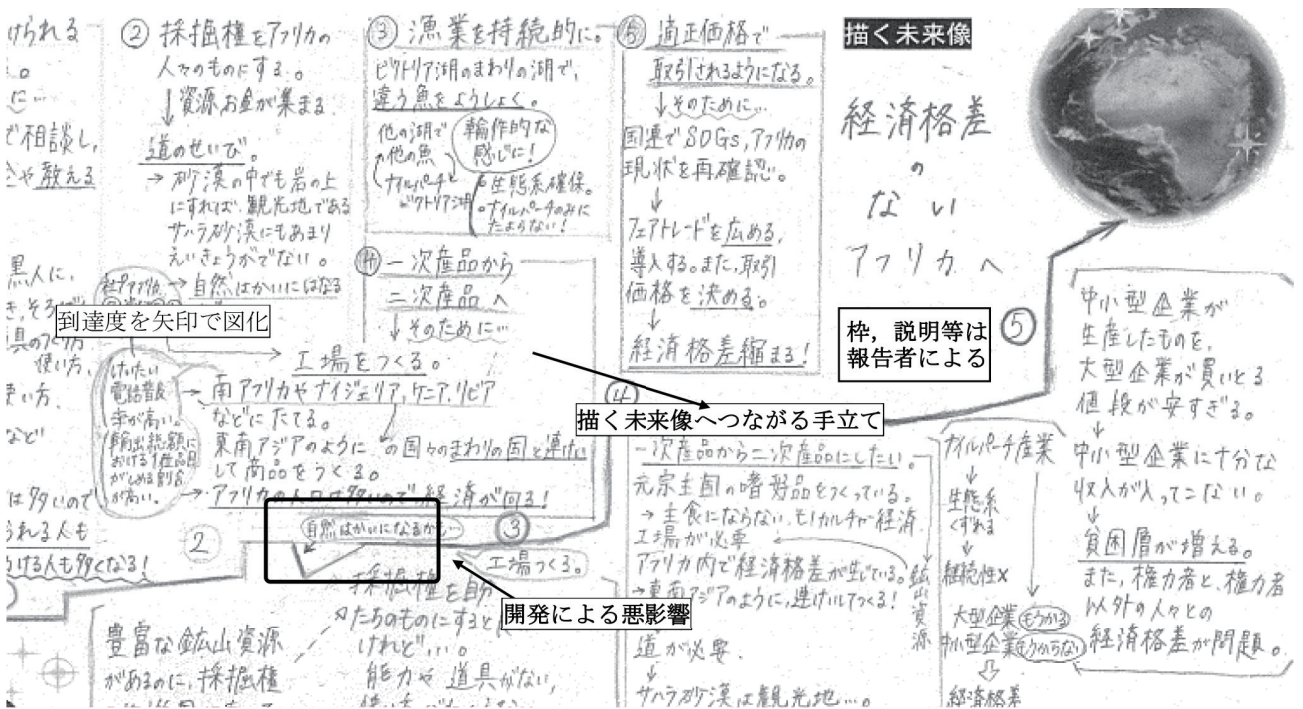 けられる
。
に…
で相談し,
や教える
黒人に,
き,そろ
具のつくり方
使い方,
使い方.
など
は多いので
られる人も
ける人も多くなる!
② 採掘権をアフリカの
人々のものにする。
↓資源お金が集まる
道のせいび。
→砂漠の中でも岩の上
にすれば,観光地である
サハラ砂漠にもあまり
えいきょうがでない。
→自然はかいにはなる
到達度を矢印で図化
③ 漁業を持続的に。
ビクトリア湖のまわりの湖で,
違う魚をようしょく。
他の湖で
他の魚
ナイルパーチ
ビクトリア湖
輪作的な
感じに!
生態系確保。
ナイルパーチのみに
たよらない!
④ 一次産品から
二次産品へ
↓そのために…
工場をつくる。
けいたい
電話普及
率が高い。
輸出総額に
おける1産品目
がしめる割合
が高い。
→南アフリカやナイジェリア,ケニア,リビア
などにたてる。
東南アジアのように の国々のまわりの国と連けい
して商品をつくる。
→アフリカの人口は多いので経済が回る!
⑤ 適正価格で
取引されるようになる。
↓そのために…
国連でSDGs,アフリカの
現状を再確認。
↓
フェアトレードを広める,
導入する。また,取引
価格を決める。
↓
経済格差縮まる!
描く未来像
経済格差
の
ない
アフリカへ
枠,説明等は
報告者による
⑤
④
描く未来像へつながる手立て
②
自然はかいになるかも…
③
工場つくる。
開発による悪影響
豊富な鉱山資源
があるのに,採掘権
採掘権を自
たちのものにすると
けれど…。
能力や道具がない,
一次産品から二次産品にしたい。
元宗主国の嗜好品をつくっている。
→主食にならない,モノカルチャー経済
工場が必要
アフリカ内で経済格差が生じている。
→東南アジアのように,連けいしてつくる!
鉱山資源
道が必要.
↓
サハラ砂漠は観光地…。
ナイルパーチ産業
↓
生態系
くずれる
↓
継続性×
大型企業もうかる
中小型企業もうからない
⇩
経済格差
中小型企業が
生産したものを,
大型企業が買いとる
値段が安すぎる。
↓
中小型企業に十分な
収入が入ってこない。
↓
貧困層が増える。
また,権力者と,権力者
以外の人々との
経済格差が問題。